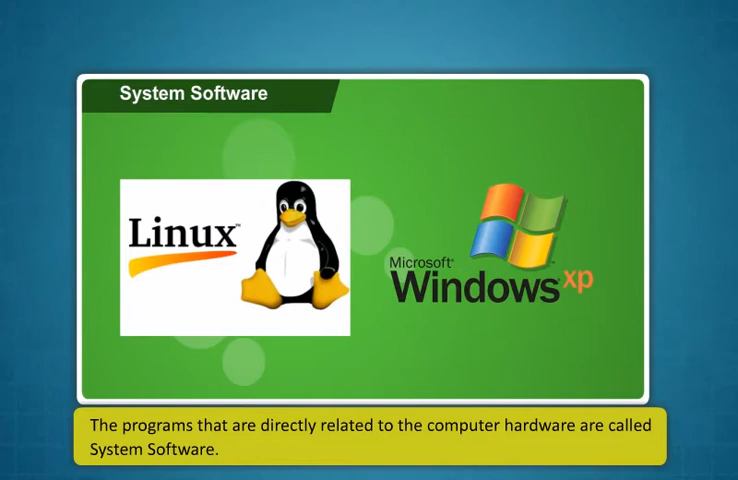 System Software
Linux™
Microsoft®
Windows xp
The programs that are directly related to the computer hardware are called
System Software.